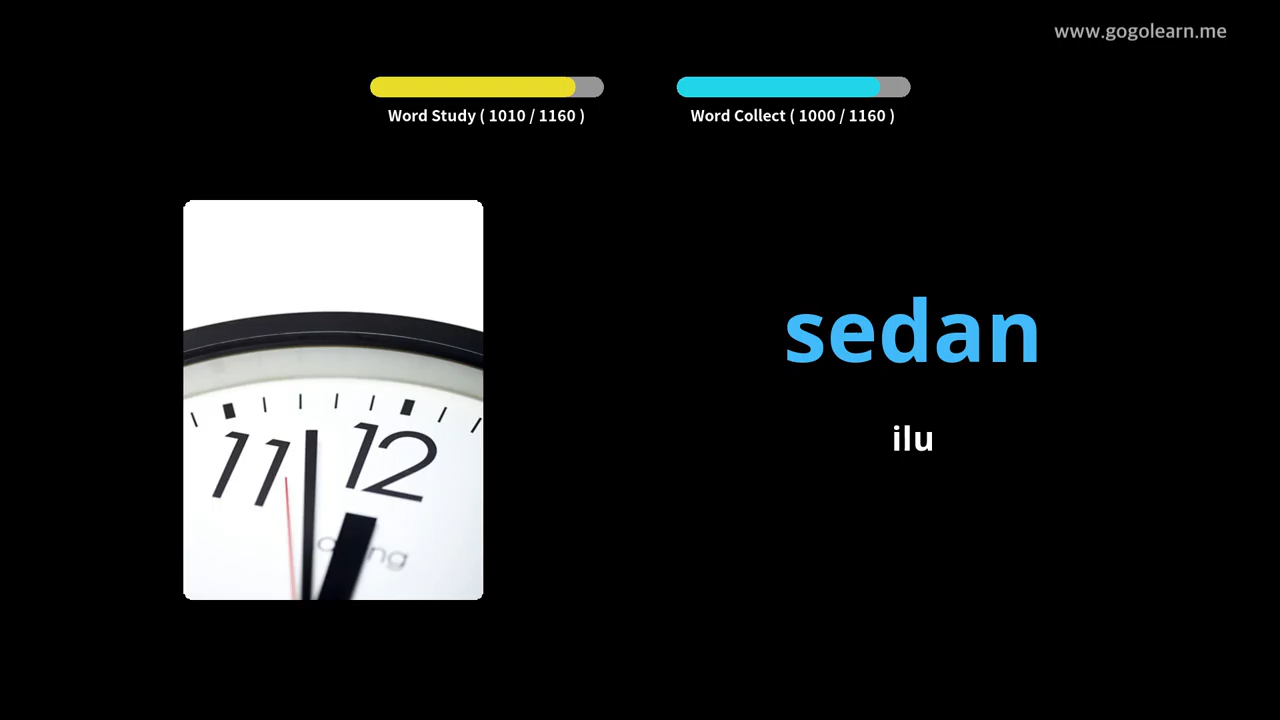 www.gogolearn.me
Word Study ( 1010 / 1160 )
Word Collect ( 1000 / 1160 )
11 12
sedan
ilu